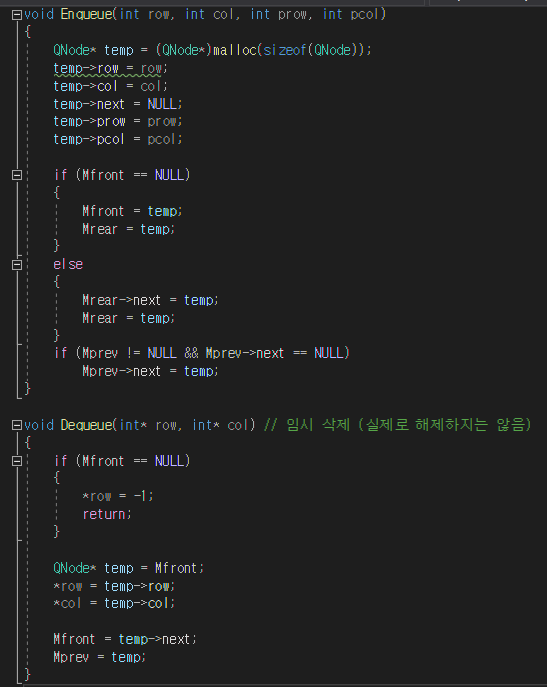 void Enqueue(int row, int col, int prow, int pcol)
{
QNode* temp = (QNode*)malloc(sizeof(QNode));
temp->row = row;
temp->col = col;
temp->next = NULL;
temp->prow = prow;
temp->pcol = pcol;
if (Mfront == NULL)
{
Mfront = temp;
Mrear = temp;
}
else
{
Mrear->next = temp;
Mrear = temp;
}
if (Mprev != NULL && Mprev->next == NULL)
Mprev->next = temp;
}
void Dequeue(int* row, int* col) // 임시 삭제 (실제로 해제하지는 않음)
{
if (Mfront == NULL)
{
*row = -1;
return;
}
QNode* temp = Mfront;
*row = temp->row;
*col = temp->col;
Mfront = temp->next;
Mprev = temp;
}